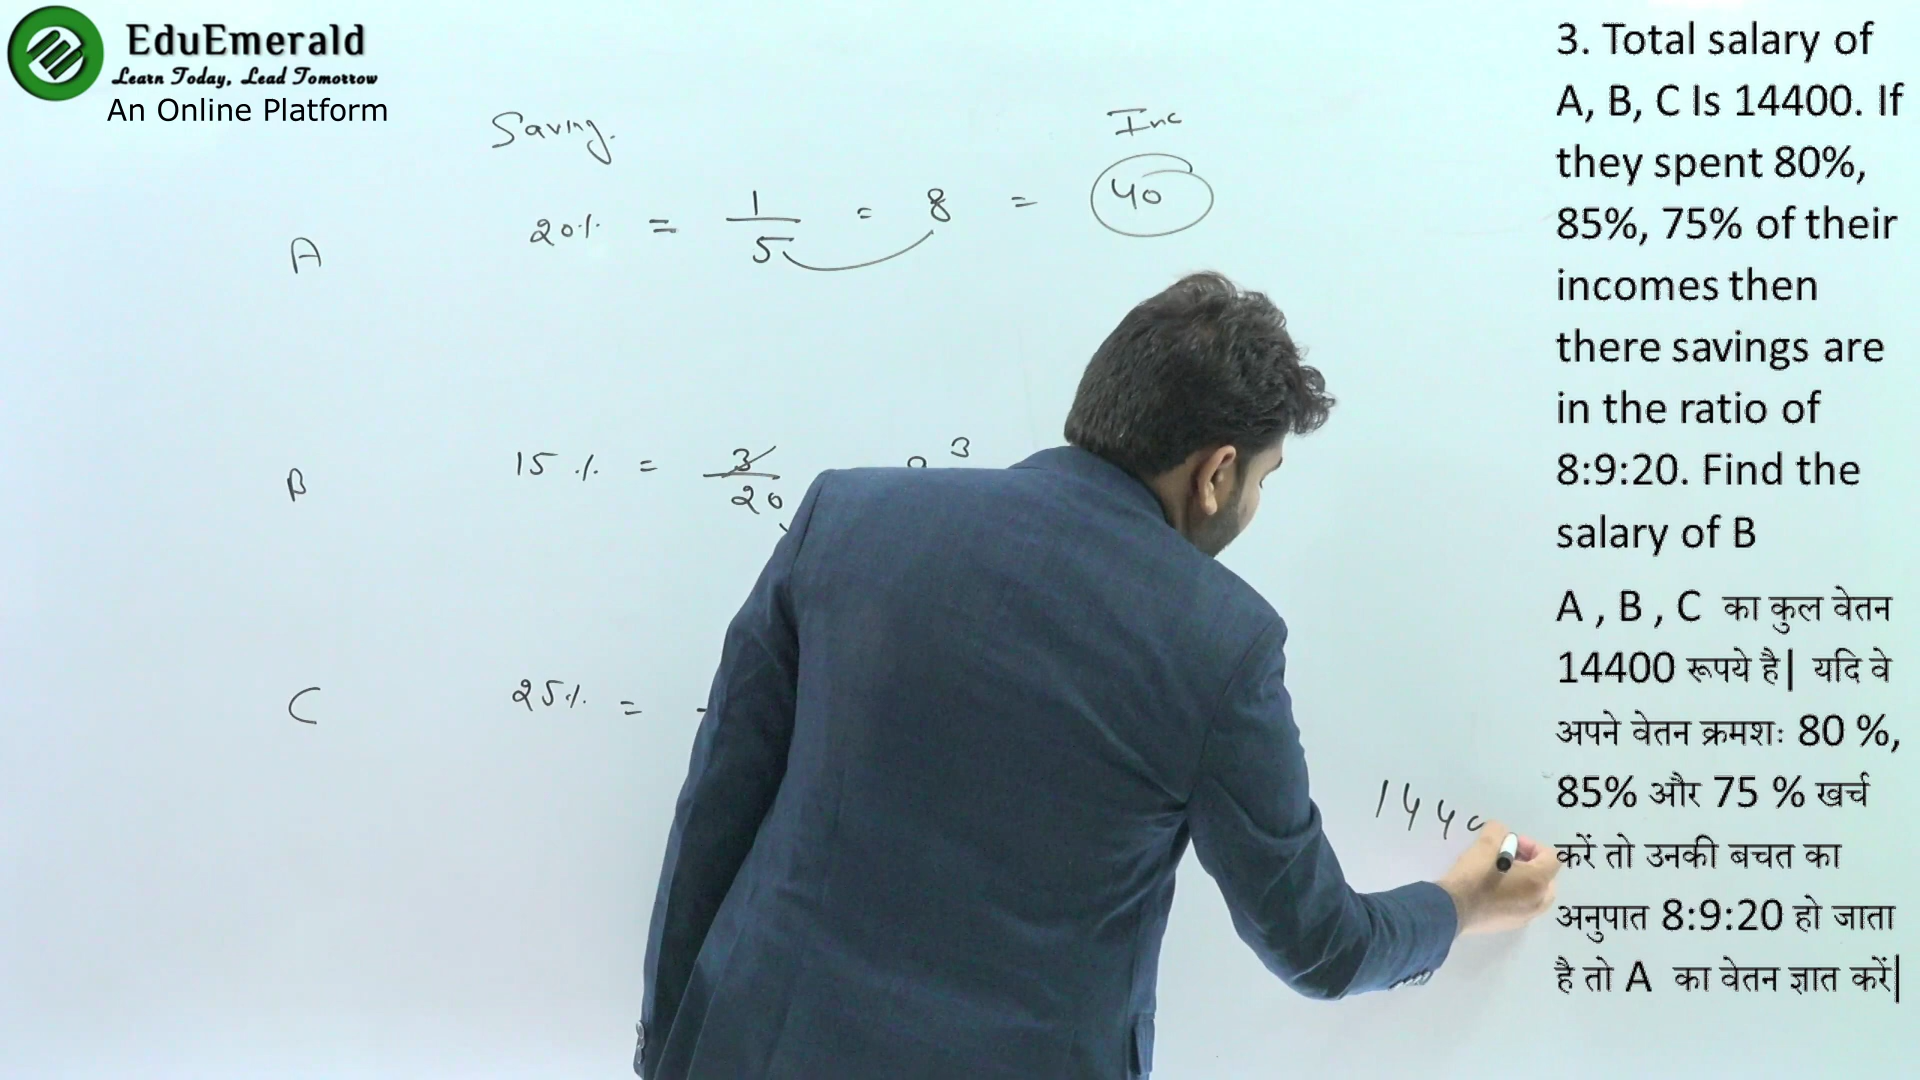 EduEmerald
Learn Today, Lead Tomorrow
An Online Platform
Saving. Inc
A 20% = 1/5 = 8 = 40
B 15% = 3/20 3
C 25% =
1440
3. Total salary of
A, B, C Is 14400. If
they spent 80%,
85%, 75% of their
incomes then
there savings are
in the ratio of
8:9:20. Find the
salary of B
A , B , C का कुल वेतन
14400 रूपये है| यदि वे
अपने वेतन क्रमशः 80 %,
85% और 75 % खर्च
करें तो उनकी बचत का
अनुपात 8:9:20 हो जाता
है तो A का वेतन ज्ञात करें|